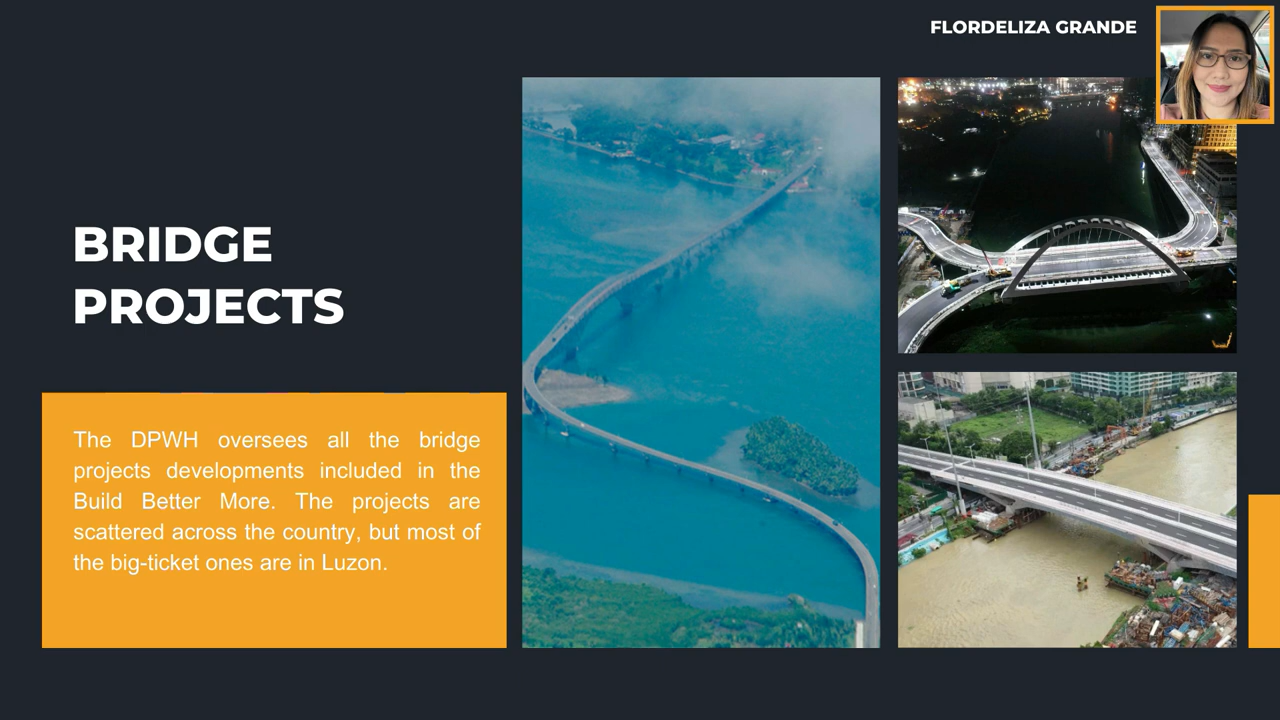 FLORDELIZA GRANDE
BRIDGE
PROJECTS
The DPWH oversees all the bridge
projects developments included in the
Build Better More. The projects are
scattered across the country, but most of
the big-ticket ones are in Luzon.